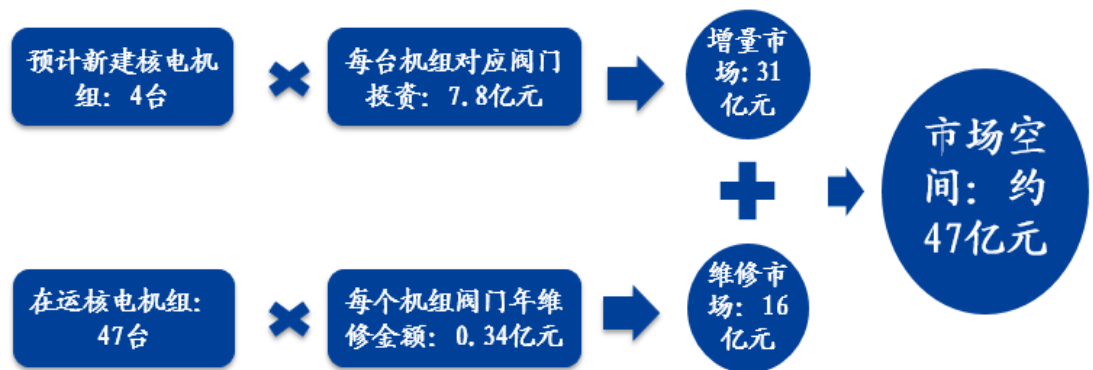 预计新建核电机
组：4台
每台机组对应阀门
投资：7.8亿元
增量市
场：31
亿元
市场空
间：约
47亿元
在运核电机组：
47台
每个机组阀门年维
修金额：0.34亿元
维修市
场：16
亿元